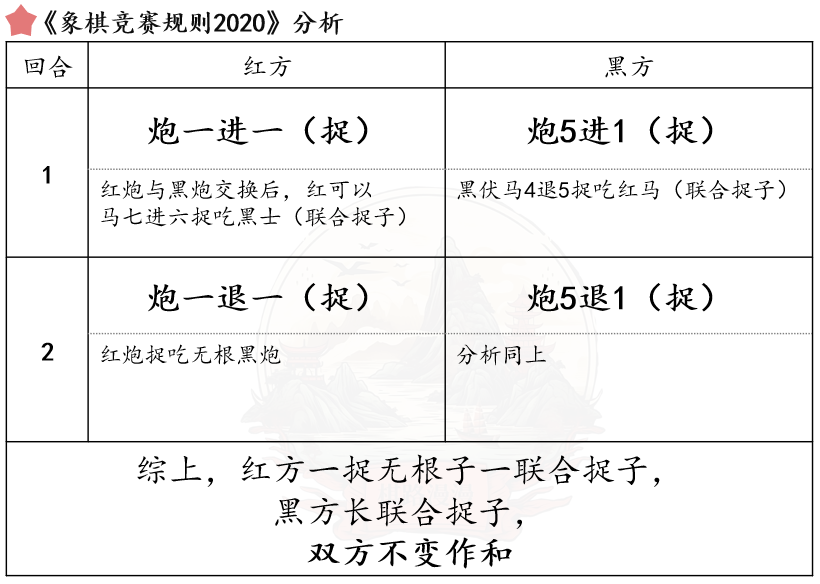 《象棋竞赛规则2020》分析
回合
红方
黑方
1
炮一进一（捉）
炮5进1（捉）
红炮与黑炮交换后，红可以
马七进六捉吃黑士（联合捉子）
黑伏马4退5捉吃红马（联合捉子）
2
炮一退一（捉）
炮5退1（捉）
红炮捉吃无根黑炮
分析同上
综上，红方一捉无根子一联合捉子，
黑方长联合捉子，
双方不变作和